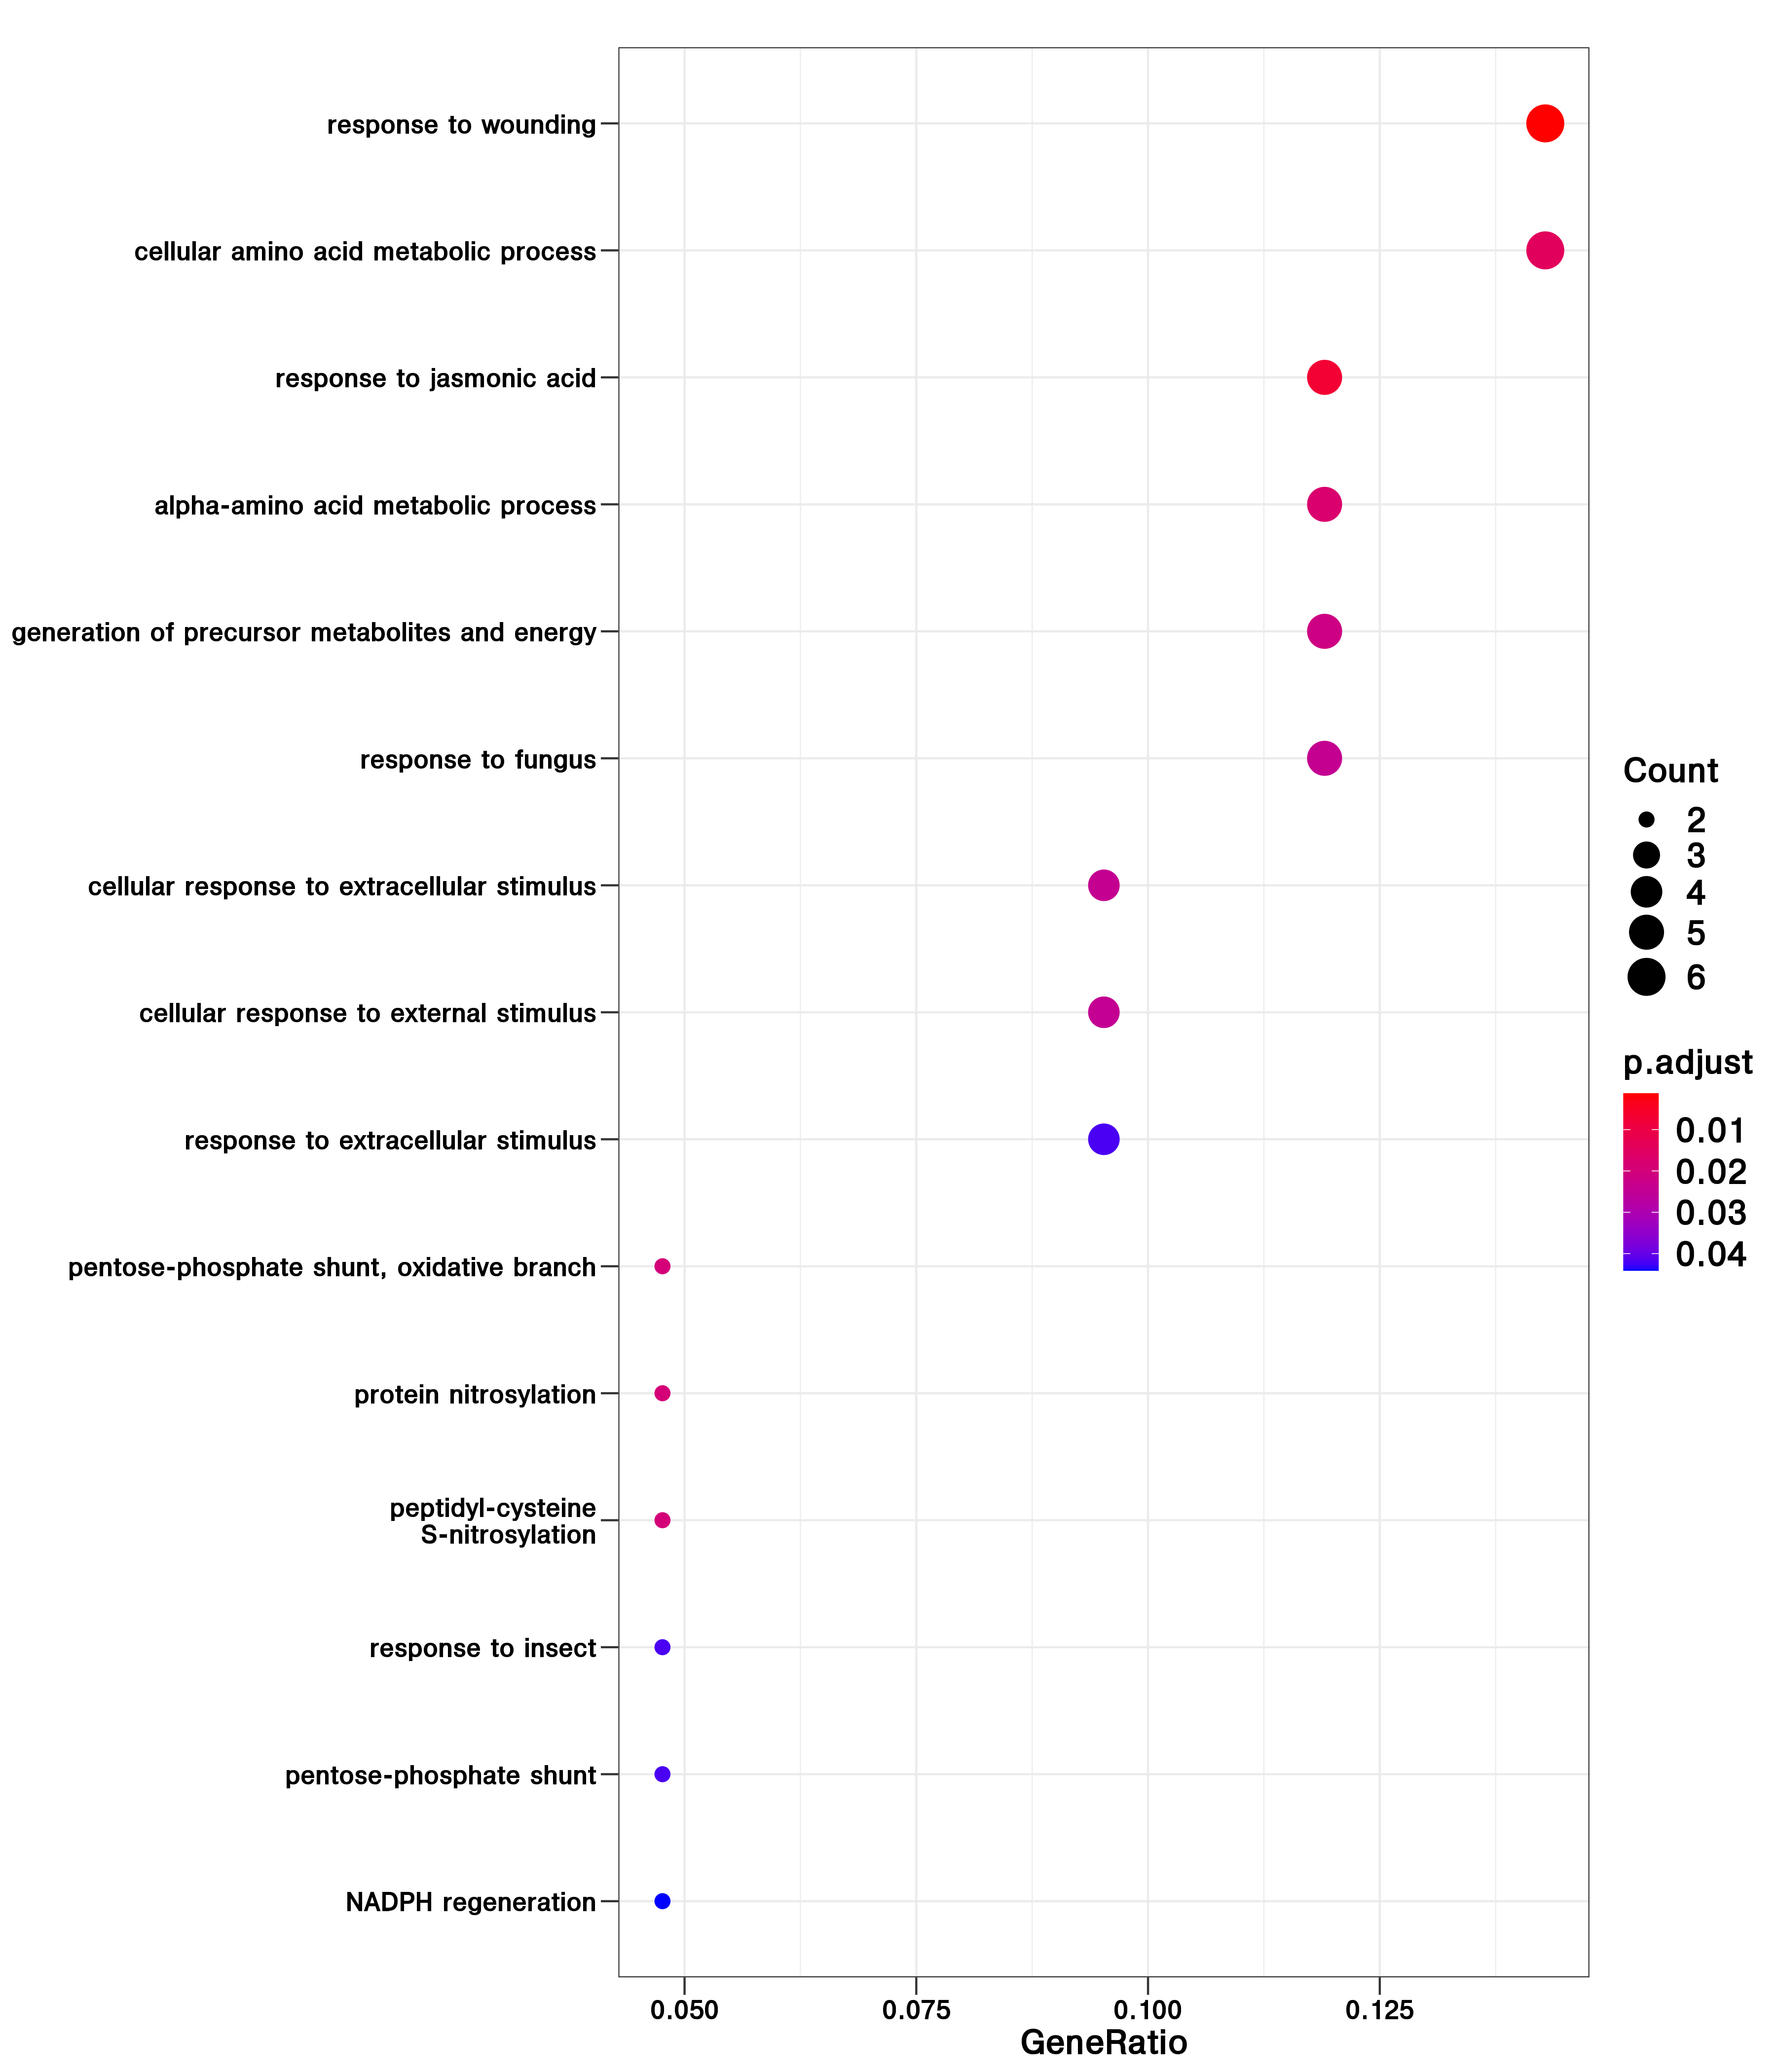 response to wounding
cellular amino acid metabolic process
response to jasmonic acid
alpha-amino acid metabolic process
generation of precursor metabolites and energy
response to fungus
cellular response to extracellular stimulus
cellular response to external stimulus
response to extracellular stimulus
pentose-phosphate shunt, oxidative branch
protein nitrosylation
peptidyl-cysteine
S-nitrosylation
response to insect
pentose-phosphate shunt
NADPH regeneration
0.050
0.075
0.100
0.125
GeneRatio
Count
2
3
4
5
6
p.adjust
0.01
0.02
0.03
0.04